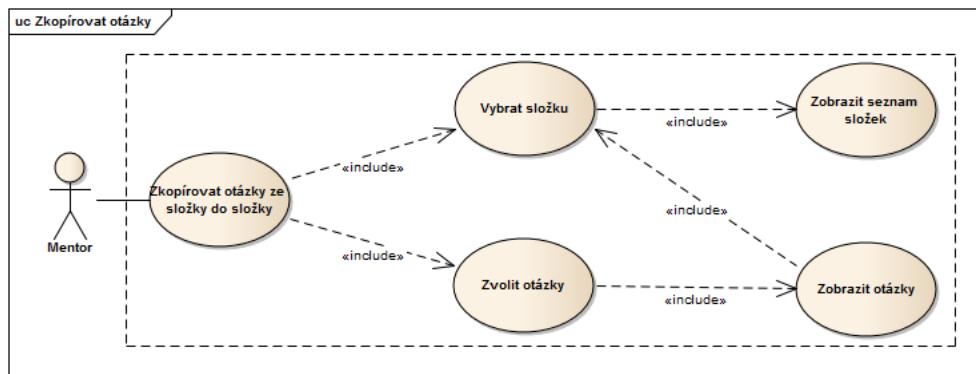 uc Zkopírovat otázky
Vybrat složku
Zobrazit seznam
složek
«include»
«include»
Zkopírovat otázky ze
složky do složky
Mentor
«include»
«include»
Zvolit otázky
«include»
Zobrazit otázky